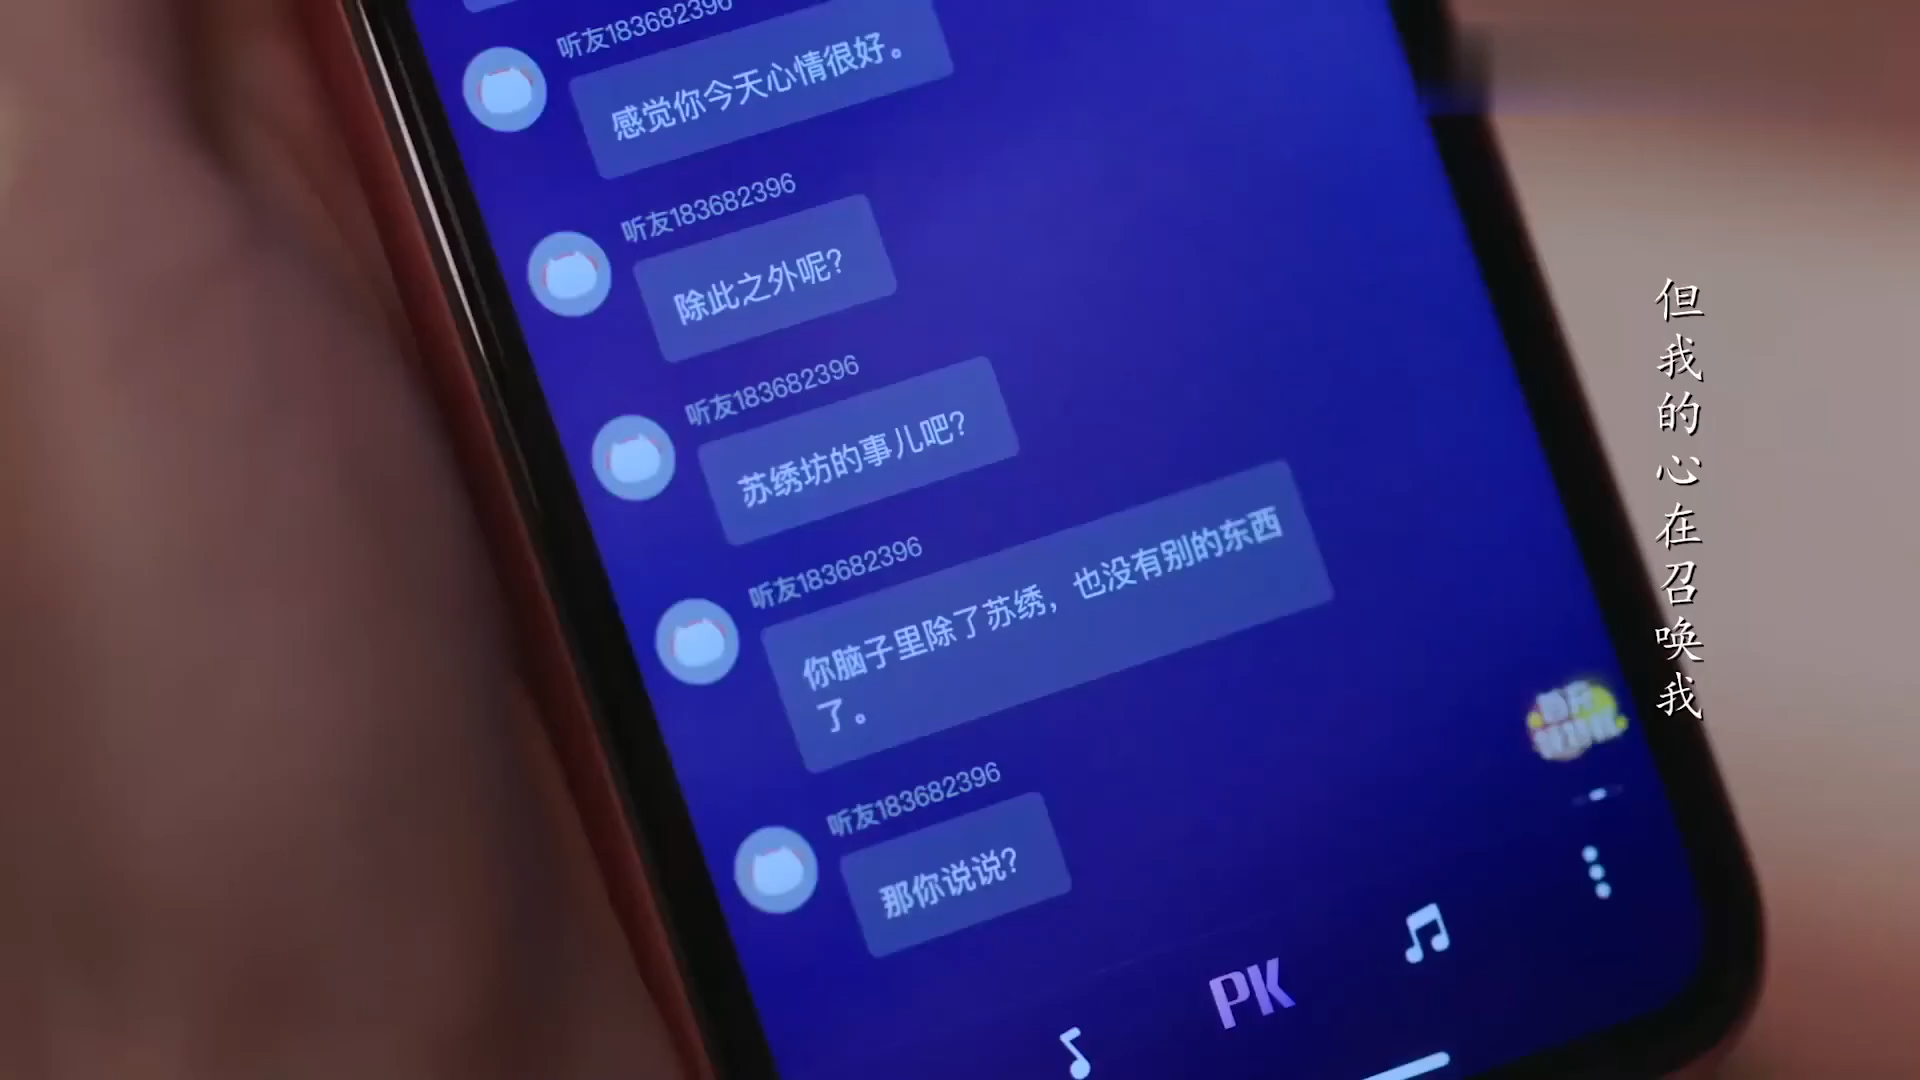 听友183682396
感觉你今天心情很好。
听友183682396
除此之外呢?
听友183682396
苏绣坊的事儿吧?
听友183682396
你脑子里除了苏绣，也没有别的东西
了。
听友183682396
那你说说?
PK
但我的心在召唤我